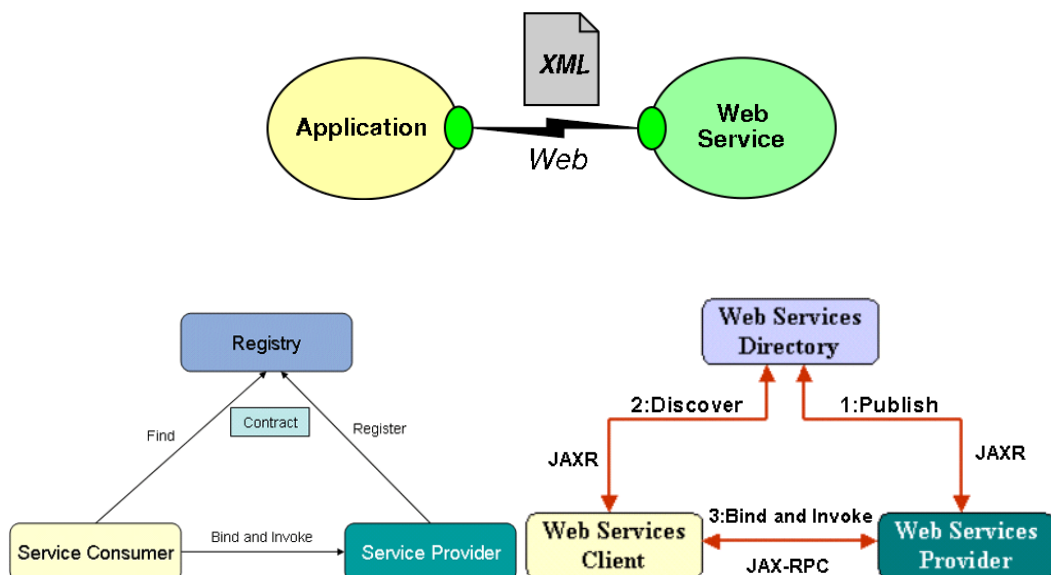 XML
Application
Web
Service
Web
Registry
Contract
Find
Register
Service Consumer
Bind and Invoke
Service Provider
Web Services
Directory
2:Discover
1:Publish
JAXR
JAXR
Web Services
Client
3:Bind and Invoke
JAX-RPC
Web Services
Provider